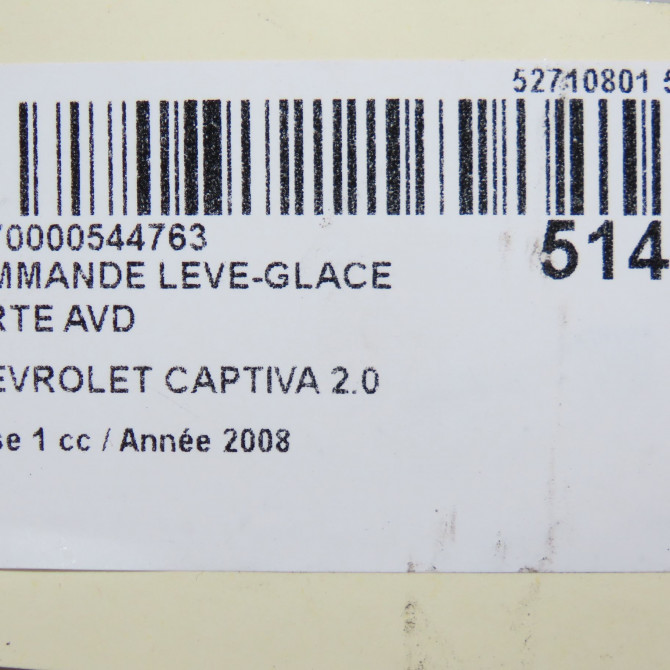 52710801 5
70000544763
514
MMANDE LEVE-GLACE
RTE AVD
EVROLET CAPTIVA 2.0
se 1 cc / Année 2008